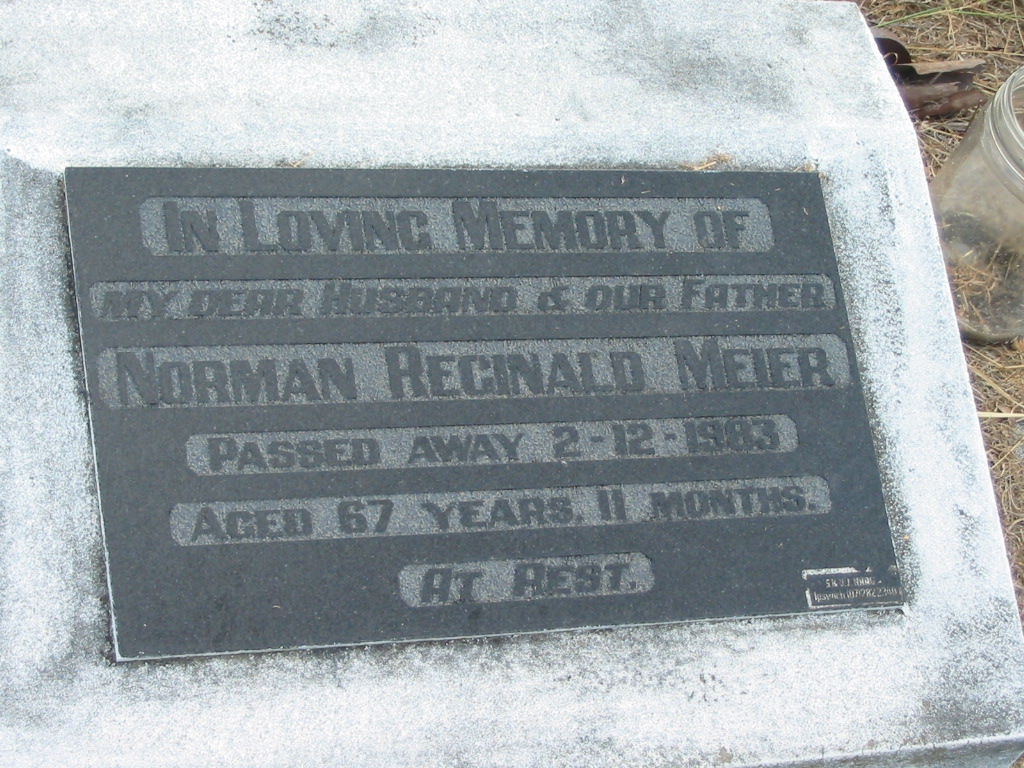 IN LOVING MEMORY OF
MY DEAR HUSBAND & OUR FATHER
NORMAN REGINALD MEIER
PASSED AWAY 2-12-1983
AGED 67 YEARS, 11 MONTHS.
AT REST.